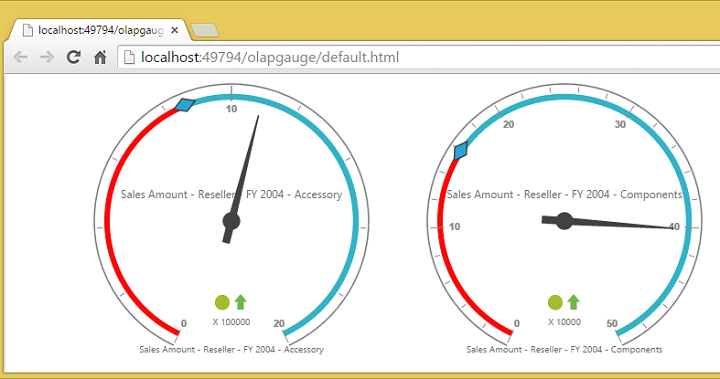 localhost:49794/olapgaug
localhost:49794/olapgauge/default.html
10
Sales Amount - Reseller - FY 2004 - Accessory
X 100000
0
20
Sales Amount - Reseller - FY 2004 - Accessory
20
30
Sales Amount - Reseller - FY 2004 - Components
10
40
X 10000
0
50
Sales Amount - Reseller - FY 2004 - Components